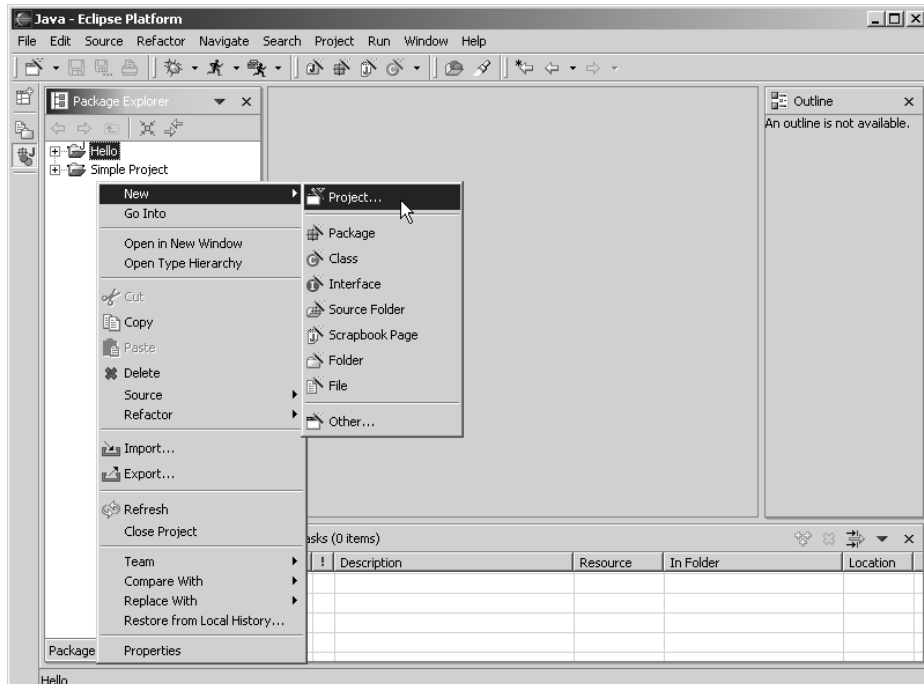 Java - Eclipse Platform
File Edit Source Refactor Navigate Search Project Run Window Help
Package Explorer
Hello
Simple Project
New
Go Into
Open in New Window
Open Type Hierarchy
Cut
Copy
Paste
Delete
Source
Refactor
Import...
Export...
Refresh
Close Project
Team
Compare With
Replace With
Restore from Local History...
Properties
Project...
Package
Class
Interface
Source Folder
Scrapbook Page
Folder
File
Other...
Outline
An outline is not available.
asks (0 items)
! Description Resource In Folder Location
Package
Hello